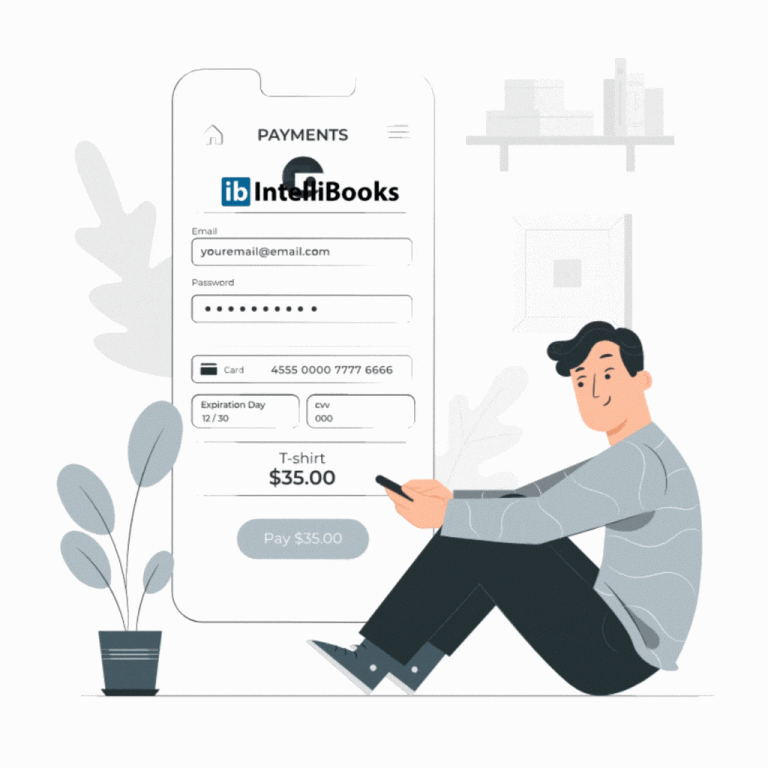 PAYMENTS
ib IntelliBooks
Email
youremail@email.com
Password
Card 4555 0000 7777 6666
Expiration Day
12 / 30
cvv
000
T-shirt
$35.00
Pay $35.00